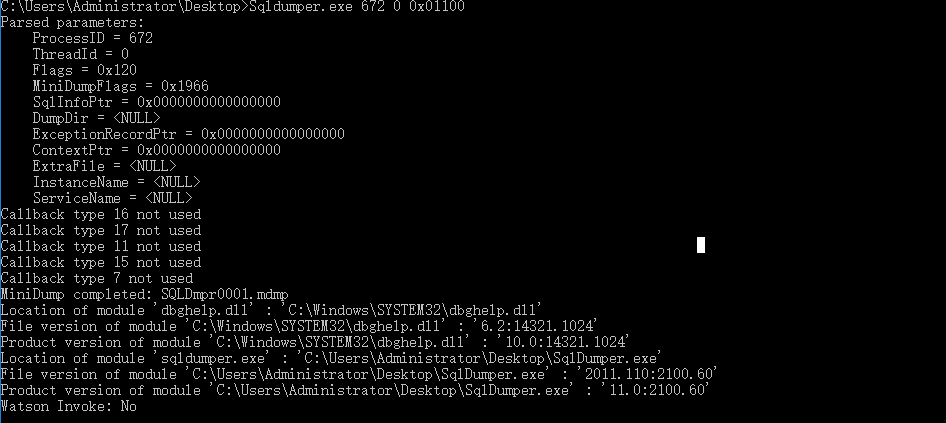 C:\Users\Administrator\Desktop>Sqldumper.exe 672 0 0x01100
Parsed parameters:
    ProcessID = 672
    ThreadId = 0
    Flags = 0x120
    MiniDumpFlags = 0x1966
    SqlInfoPtr = 0x0000000000000000
    DumpDir = <NULL>
    ExceptionRecordPtr = 0x0000000000000000
    ContextPtr = 0x0000000000000000
    ExtraFile = <NULL>
    InstanceName = <NULL>
    ServiceName = <NULL>
Callback type 16 not used
Callback type 17 not used
Callback type 11 not used
Callback type 15 not used
Callback type 7 not used
MiniDump completed: SQLDmpr0001.mdmp
Location of module 'dbghelp.dll' : 'C:\Windows\SYSTEM32\dbghelp.dll'
File version of module 'C:\Windows\SYSTEM32\dbghelp.dll' : '6.2:14321.1024'
Product version of module 'C:\Windows\SYSTEM32\dbghelp.dll' : '10.0:14321.1024'
Location of module 'sqldumper.exe' : 'C:\Users\Administrator\Desktop\SqlDumper.exe'
File version of module 'C:\Users\Administrator\Desktop\SqlDumper.exe' : '2011.110:2100.60'
Product version of module 'C:\Users\Administrator\Desktop\SqlDumper.exe' : '11.0:2100.60'
Watson Invoke: No